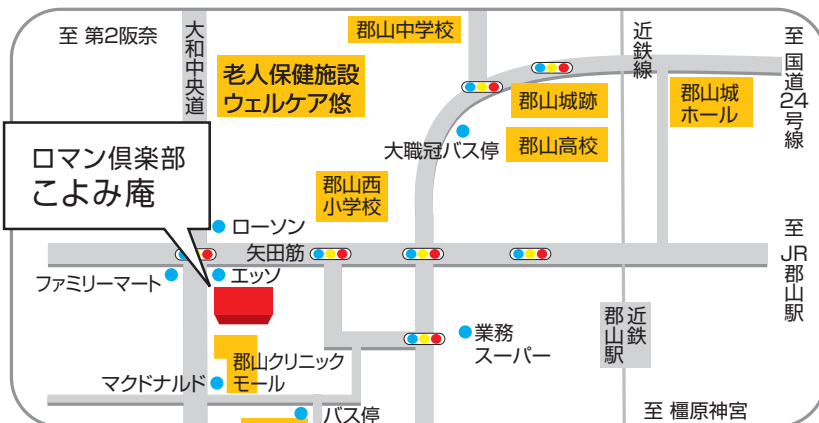 至 第2阪奈
大和中央道
老人保健施設
ウェルケア悠
郡山中学校
近鉄線
至 国道24号線
郡山城跡
郡山城
ホール
大職冠バス停
郡山高校
ロマン倶楽部
こよみ庵
郡山西
小学校
ローソン
矢田筋
至 JR郡山駅
ファミリーマート
エッソ
近鉄
郡山駅
業務
スーパー
郡山クリニック
モール
マクドナルド
バス停
至 橿原神宮